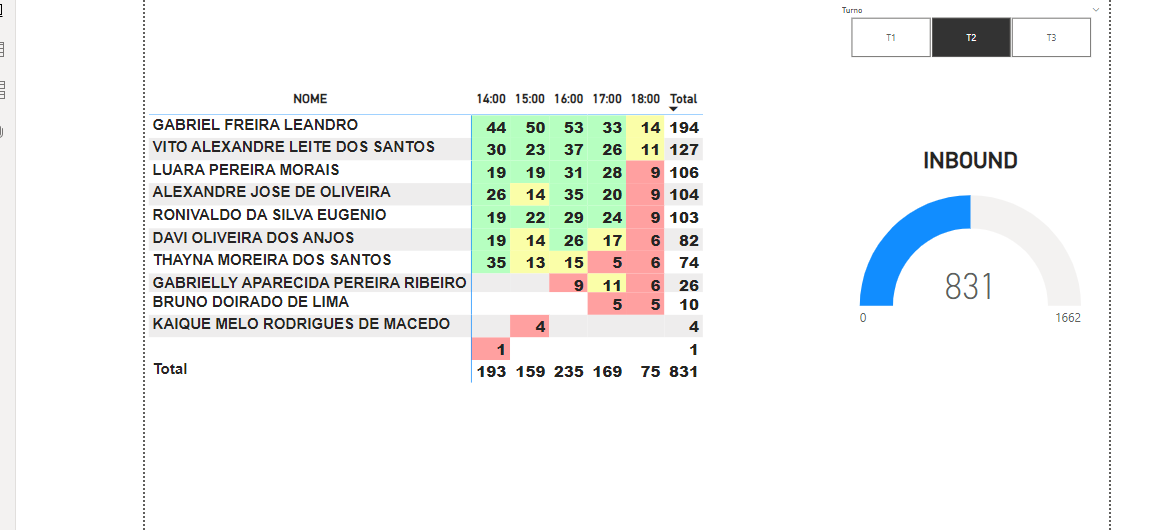 Turno
T1 T2 T3
NOME 14:00 15:00 16:00 17:00 18:00 Total
GABRIEL FREIRA LEANDRO 44 50 53 33 14 194
VITO ALEXANDRE LEITE DOS SANTOS 30 23 37 26 11 127
LUARA PEREIRA MORAIS 19 19 31 28 9 106
ALEXANDRE JOSE DE OLIVEIRA 26 14 35 20 9 104
RONIVALDO DA SILVA EUGENIO 19 22 29 24 9 103
DAVI OLIVEIRA DOS ANJOS 19 14 26 17 6 82
THAYNA MOREIRA DOS SANTOS 35 13 15 5 6 74
GABRIELLY APARECIDA PEREIRA RIBEIRO 9 11 6 26
BRUNO DOIRADO DE LIMA 5 5 10
KAIQUE MELO RODRIGUES DE MACEDO 4 4
1 1
Total 193 159 235 169 75 831
INBOUND
831
0 1662